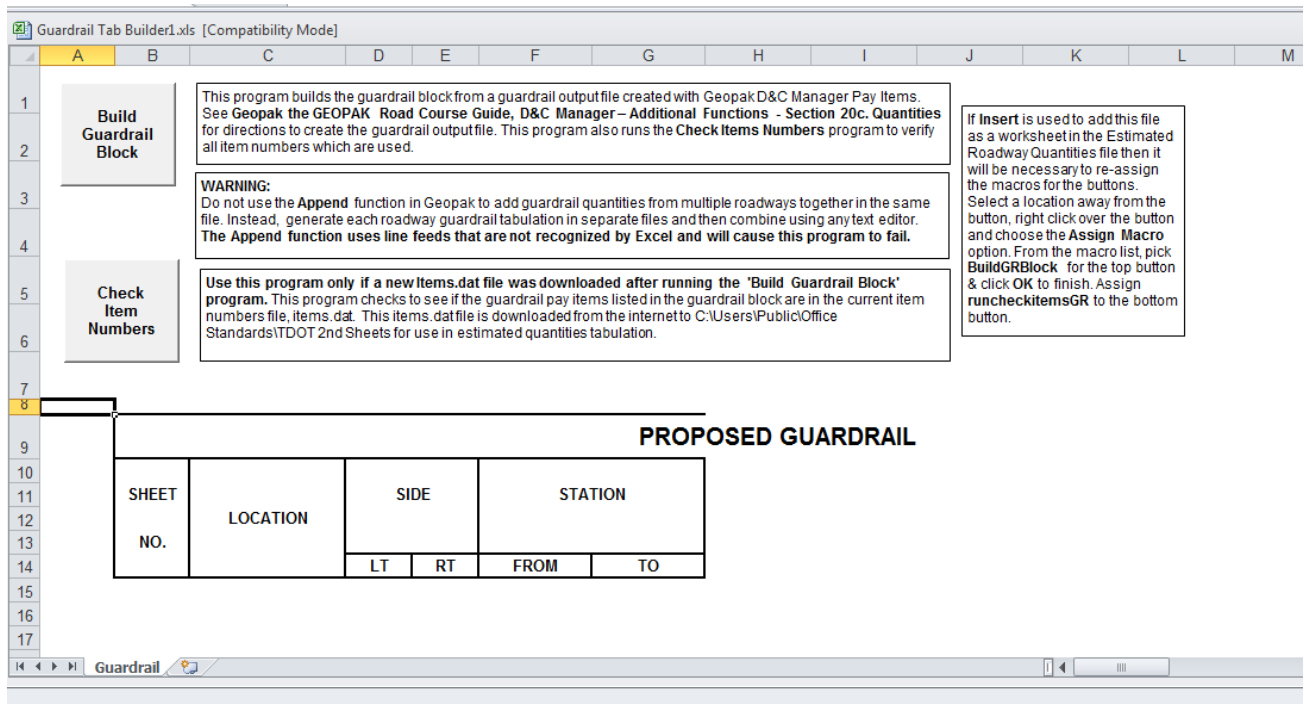 Guardrail Tab Builder1.xls [Compatibility Mode]
A B C D E F G H I J K L M
1
2
3
4
5
6
7
8
9
10
11
12
13
14
15
16
17
Build
Guardrail
Block
This program builds the guardrail block from a guardrail output file created with Geopak D&C Manager Pay Items.
See Geopak the GEOPAK Road Course Guide, D&C Manager – Additional Functions - Section 20c. Quantities
for directions to create the guardrail output file. This program also runs the Check Items Numbers program to verify
all item numbers which are used.
WARNING:
Do not use the Append function in Geopak to add guardrail quantities from multiple roadways together in the same
file. Instead, generate each roadway guardrail tabulation in separate files and then combine using any text editor.
The Append function uses line feeds that are not recognized by Excel and will cause this program to fail.
If Insert is used to add this file
as a worksheet in the Estimated
Roadway Quantities file then it
will be necessary to re-assign
the macros for the buttons.
Select a location away from the
button, right click over the button
and choose the Assign Macro
option. From the macro list, pick
BuildGRBlock for the top button
& click OK to finish. Assign
runcheckitemsGR to the bottom
button.
Check
Item
Numbers
Use this program only if a new Items.dat file was downloaded after running the 'Build Guardrail Block'
program. This program checks to see if the guardrail pay items listed in the guardrail block are in the current item
numbers file, items.dat. This items.dat file is downloaded from the internet to C:\Users\Public\Office
Standards\TDOT 2nd Sheets for use in estimated quantities tabulation.
PROPOSED GUARDRAIL
SHEET
NO.
LOCATION
SIDE
STATION
LT RT FROM TO
Guardrail